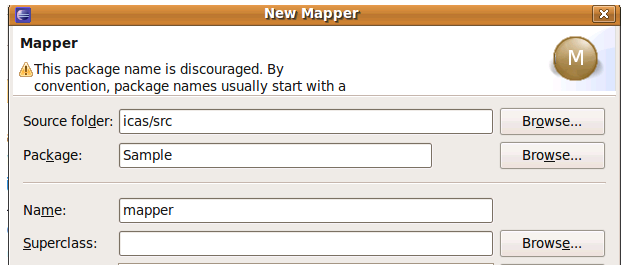 New Mapper
Mapper
M
This package name is discouraged. By
convention, package names usually start with a
Source folder: icas/src Browse...
Package: Sample Browse...
Name: mapper
Superclass: Browse...